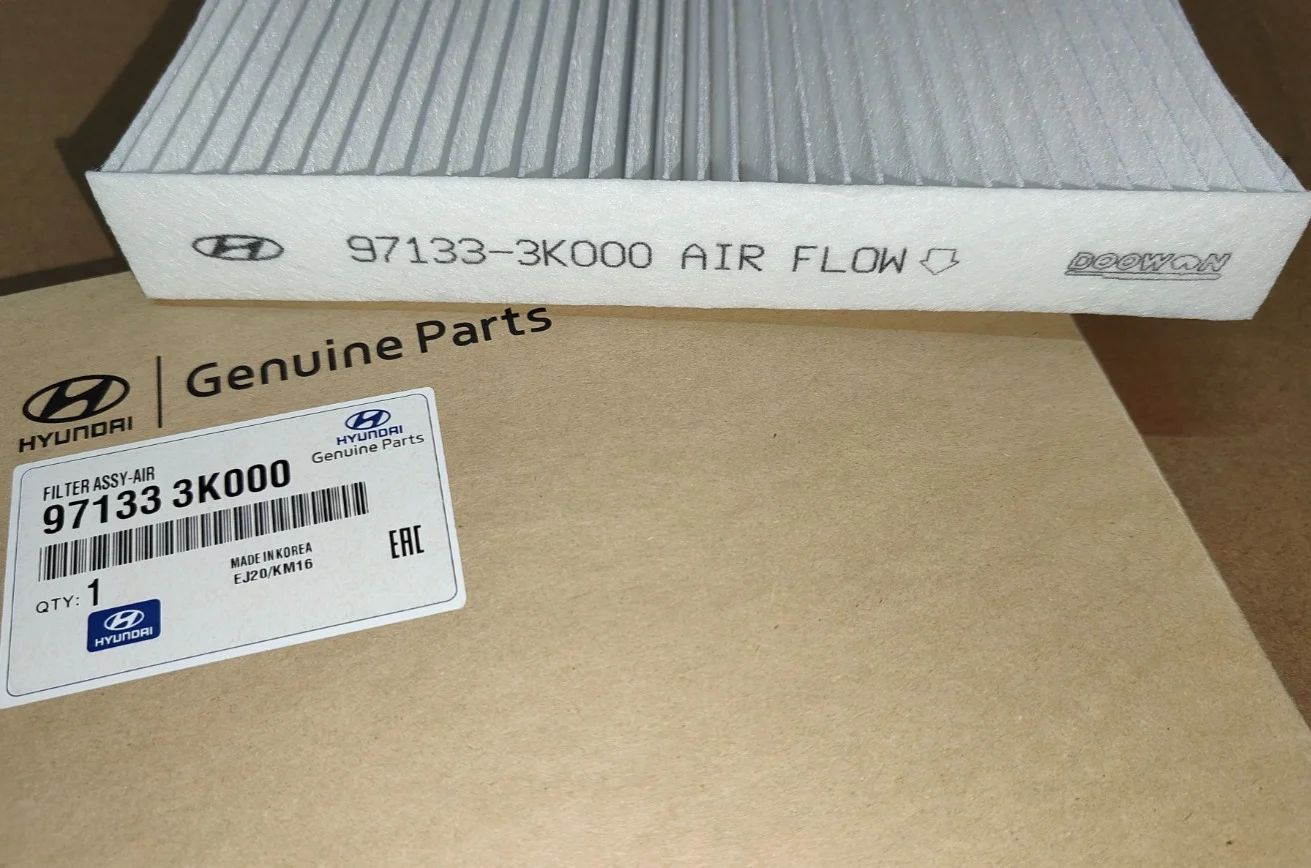 97133-3K000 AIR FLOW
DOOWON
HYUNDAI
Genuine Parts
HYUNDAI
Genuine Parts
FILTER ASSY-AIR
97133 3K000
MADE IN KOREA
EJ20/KM16
EAC
QTY: 1
HYUNDAI